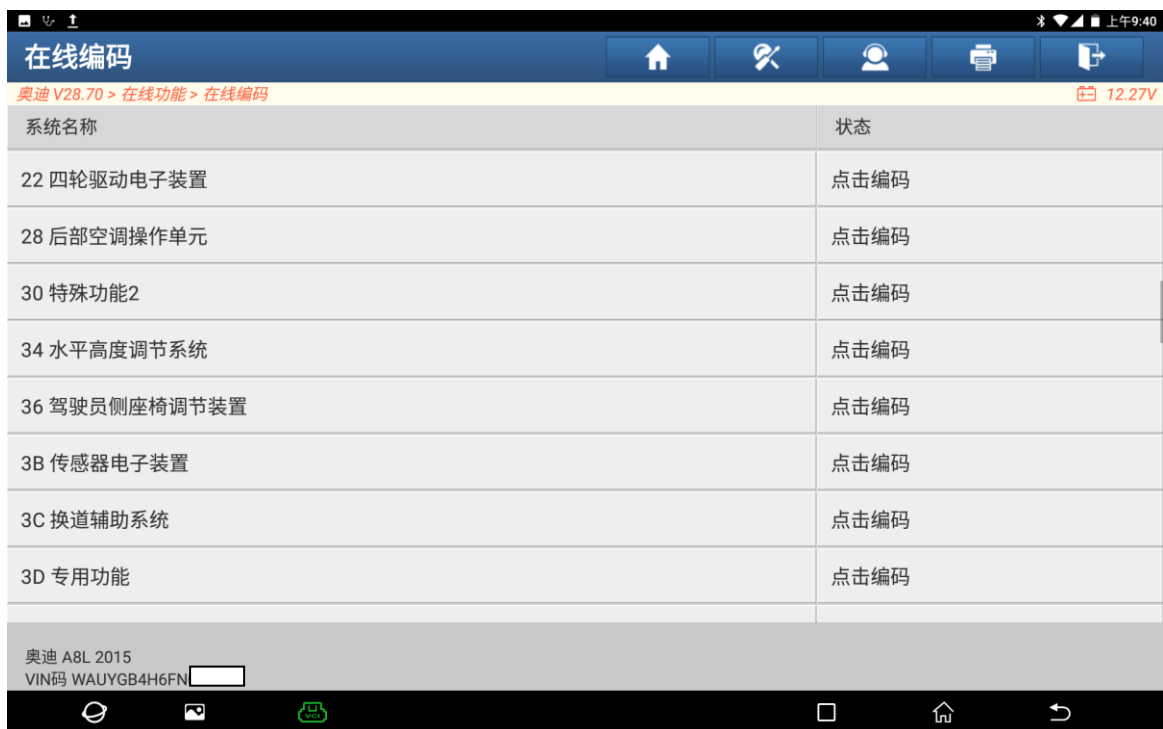 上午9:40
在线编码
奥迪 V28.70 > 在线功能 > 在线编码 12.27V
系统名称 状态
22 四轮驱动电子装置 点击编码
28 后部空调操作单元 点击编码
30 特殊功能2 点击编码
34 水平高度调节系统 点击编码
36 驾驶员侧座椅调节装置 点击编码
3B 传感器电子装置 点击编码
3C 换道辅助系统 点击编码
3D 专用功能 点击编码
奥迪 A8L 2015
VIN码 WAUYGB4H6FN
VCI